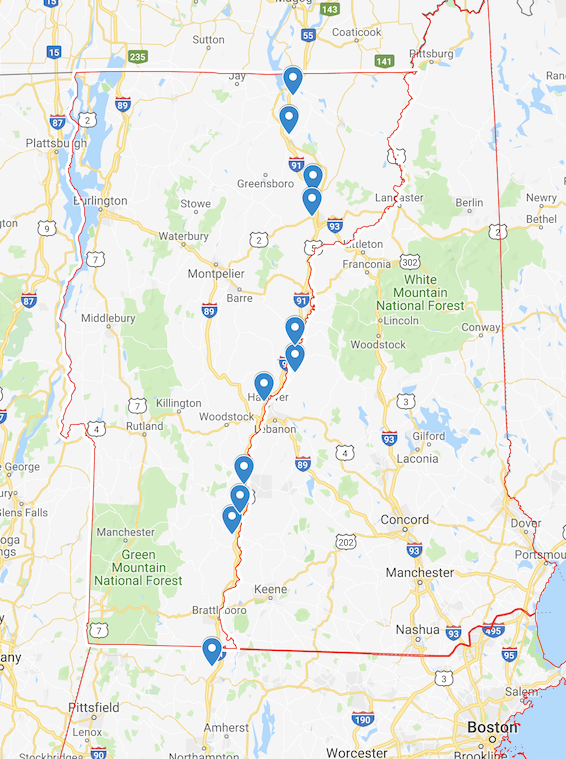 Magog
15
143
55
Coaticook
Sutton
15
235
141
Pittsburg
Jay
89
87
2
Plattsburgh
91
Greensboro
Burlington
Stowe
Lancaster
Berlin
Newry
Bethel
9
Waterbury
2
93
5
Littleton
2
7
Montpelier
Franconia
302
Barre
White
Mountain
National Forest
87
89
91
Middlebury
Lincoln
Conway
Woodstock
7
Killington
Hanover
3
Woodstock
4
Rutland
Lebanon
93
Gilford
Laconia
e George
89
4
Glens Falls
Concord
Dover
Manchester
202
93
Portsmou
Green
Mountain
National Forest
Keene
Manchester
Brattleboro
7
Nashua
93
495
95
3
Salem
Pittsfield
Lenox
Amherst
190
Boston
Stockbridge
90
Northampton
Worcester
Brookline